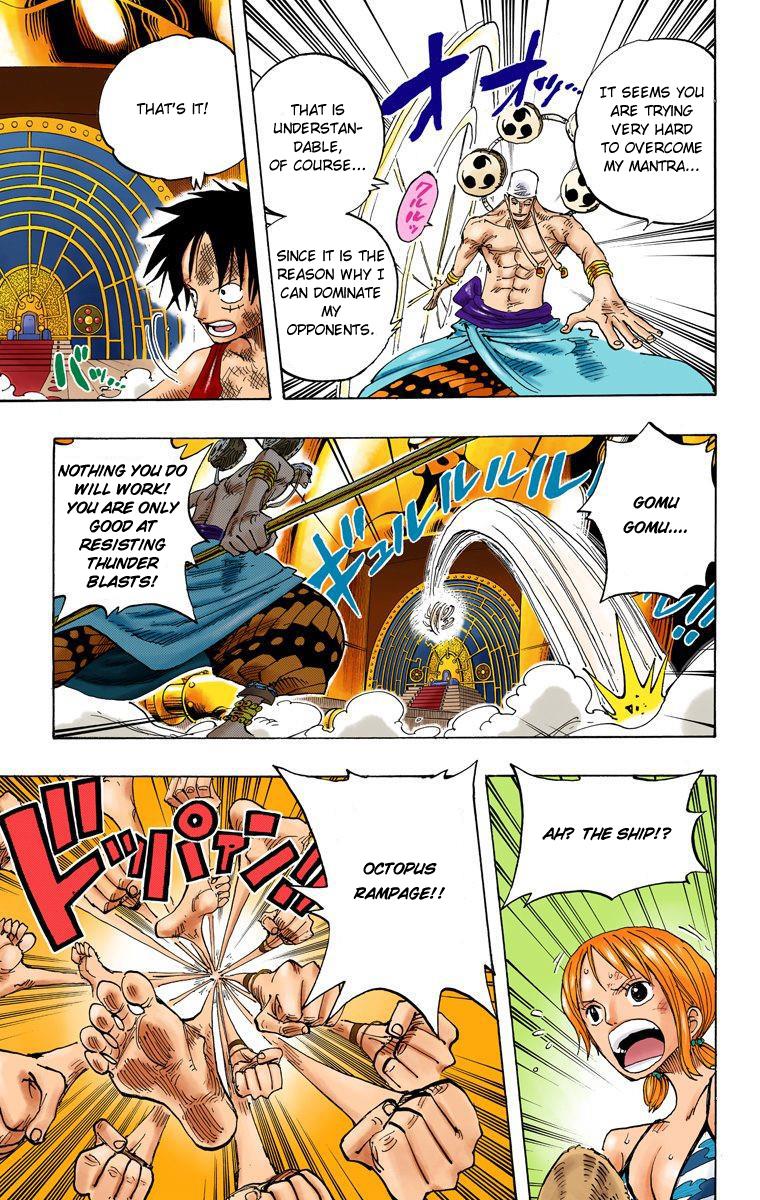 IT SEEMS YOU
ARE TRYING
VERY HARD
TO OVERCOME
MY MANTRA...
オオッ...
THAT IS
UNDERSTAN-
DABLE,
OF COURSE...
クルルッ
SINCE IT IS THE
REASON WHY I
CAN DOMINATE
MY
OPPONENTS.
THAT'S IT!
バッ
GOMU
GOMU....
ギュルルルルル!!
NOTHING YOU DO
WILL WORK!
YOU ARE ONLY
GOOD AT
RESISTING
THUNDER
BLASTS!
AH? THE SHIP!?
OCTOPUS
RAMPAGE!!
ドッパァン!!